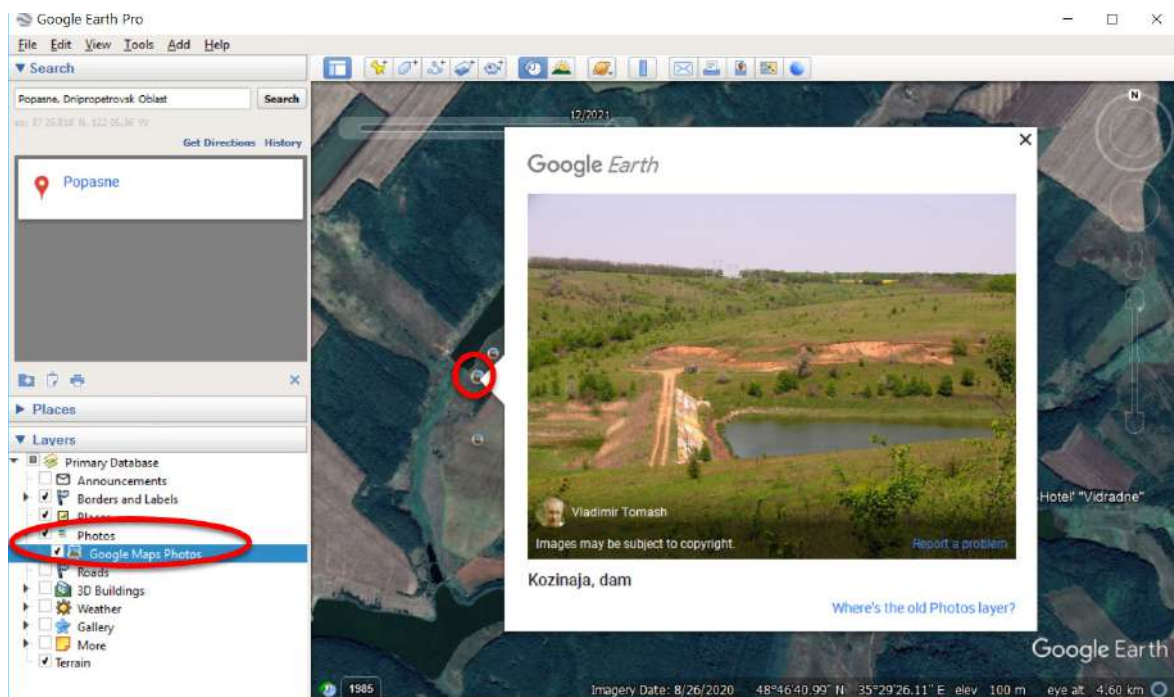 Google Earth Pro
File Edit View Tools Add Help
Search
Popasne, Dnipropetrovsk Oblast
Search
Get Directions History
Popasne
Places
Layers
Primary Database
Announcements
Borders and Labels
Photos
Google Maps Photos
Roads
3D Buildings
Weather
Gallery
More
Terrain
12/2021
N
Google Earth
Vladimir Tomash
Images may be subject to copyright.
Report a problem
Kozinaja, dam
Where's the old Photos layer?
Hotel' "Vidradne"
Google Earth
1985
Imagery Date: 8/26/2020 48°46'40.99" N 35°29'26.11" E elev 100 m eye alt 4.60 km